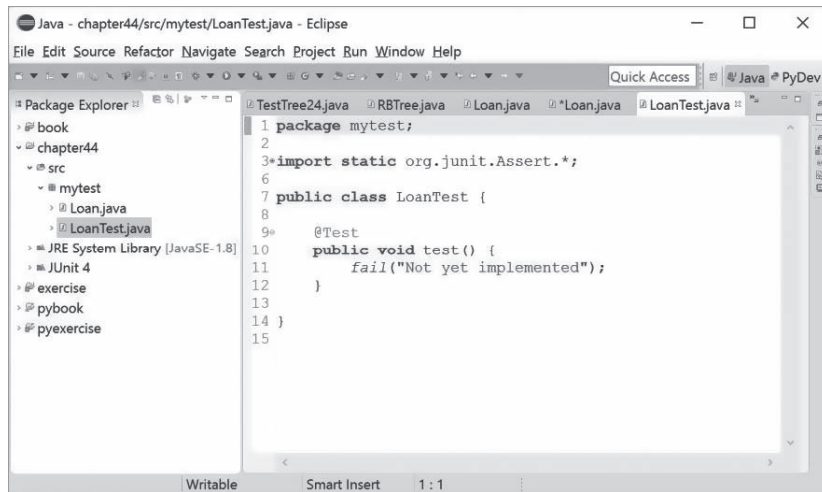 Java - chapter44/src/mytest/LoanTest.java - Eclipse
File Edit Source Refactor Navigate Search Project Run Window Help
Quick Access
Java
PyDev
Package Explorer
book
chapter44
src
mytest
Loan.java
LoanTest.java
JRE System Library [JavaSE-1.8]
JUnit 4
exercise
pybook
pyexercise
TestTree24.java RBTree.java Loan.java *Loan.java LoanTest.java
1 package mytest;
2
3 import static org.junit.Assert.*;
6
7 public class LoanTest {
8
9 @Test
10 public void test() {
11 fail("Not yet implemented");
12 }
13
14 }
15
Writable Smart Insert 1 : 1